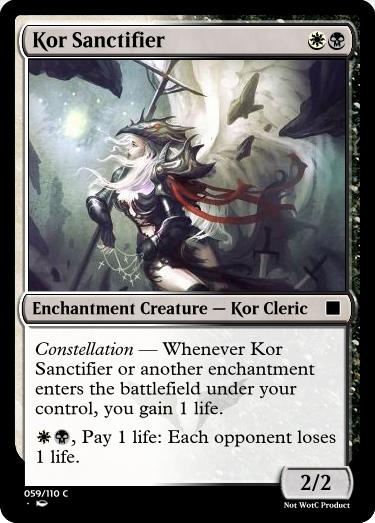 Kor Sanctifier
Enchantment Creature — Kor Cleric
Constellation — Whenever Kor
Sanctifier or another enchantment
enters the battlefield under your
control, you gain 1 life.
, Pay 1 life: Each opponent loses
1 life.
2/2
059/110 C
Not WotC Product